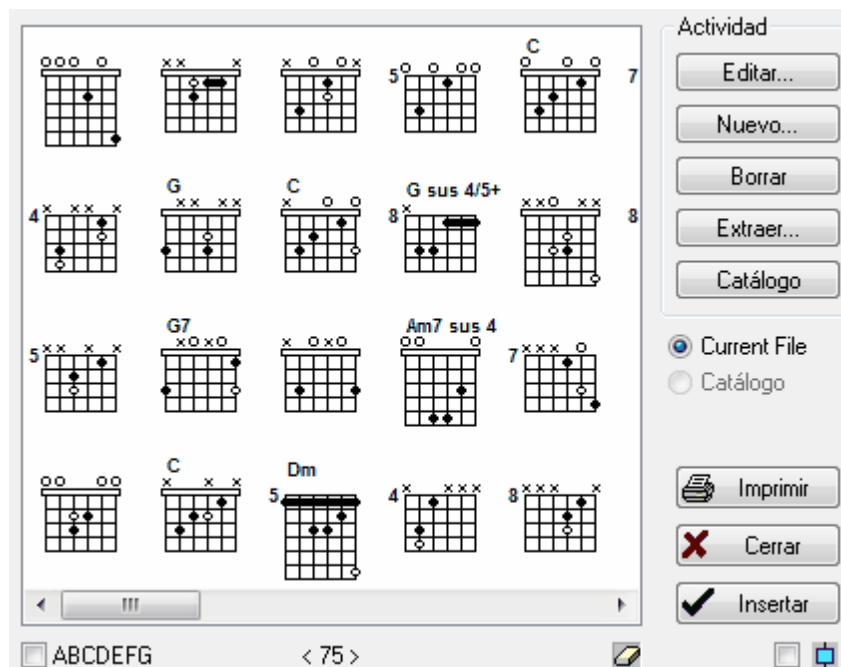 Actividad
C
5
7
Editar...
Nuevo...
Borrar
G
C
G sus 4/5+
4
8
8
Extraer...
Catálogo
G7
Am7 sus 4
5
7
Current File
Catálogo
C
Dm
5
4
8
Imprimir
Cerrar
Insertar
ABCDEFG
< 75 >